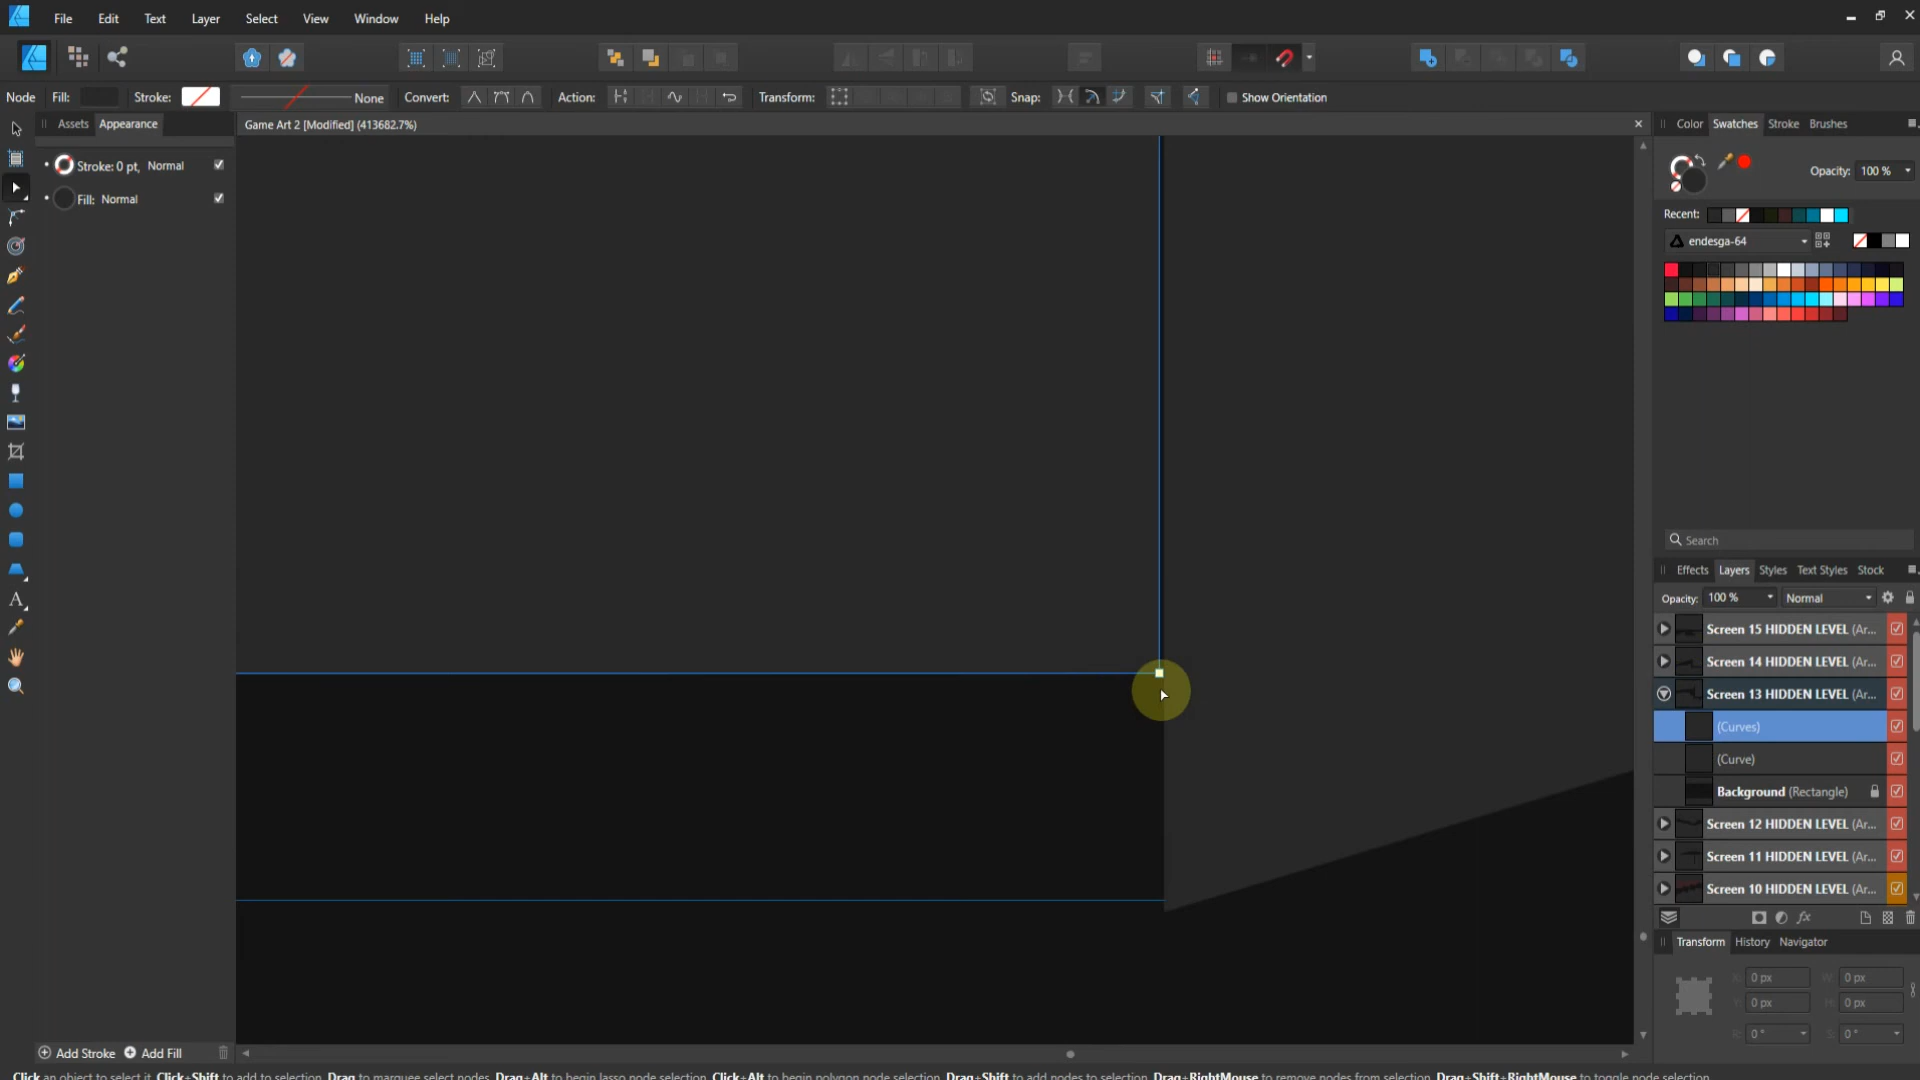 File Edit Text Layer Select View Window Help
Node Fill: Stroke: None Convert: Action: Transform: Snap: Show Orientation
Assets Appearance
Game Art 2 [Modified] (413682.7%)
Color Swatches Stroke Brushes
Stroke: 0 pt, Normal
Fill: Normal
Opacity: 100 %
Recent:
endesga-64
Search
Effects Layers Styles Text Styles Stock
Opacity: 100 % Normal
Screen 15 HIDDEN LEVEL (Ar...
Screen 14 HIDDEN LEVEL (Ar...
Screen 13 HIDDEN LEVEL (Ar...
(Curves)
(Curve)
Background (Rectangle)
Screen 12 HIDDEN LEVEL (Ar...
Screen 11 HIDDEN LEVEL (Ar...
Screen 10 HIDDEN LEVEL (Ar...
fx
Transform History Navigator
X: 0 px W: 0 px
Y: 0 px H: 0 px
R: 0 ° S: 0 °
Add Stroke Add Fill
Click an object to select it. Click+Shift to add to selection. Drag to marquee select nodes. Drag+Alt to begin lasso node selection. Click+Alt to begin polygon node selection. Drag+Shift to add nodes to selection. Drag+RightMouse to remove nodes from selection. Drag+Shift+RightMouse to toggle node selection.